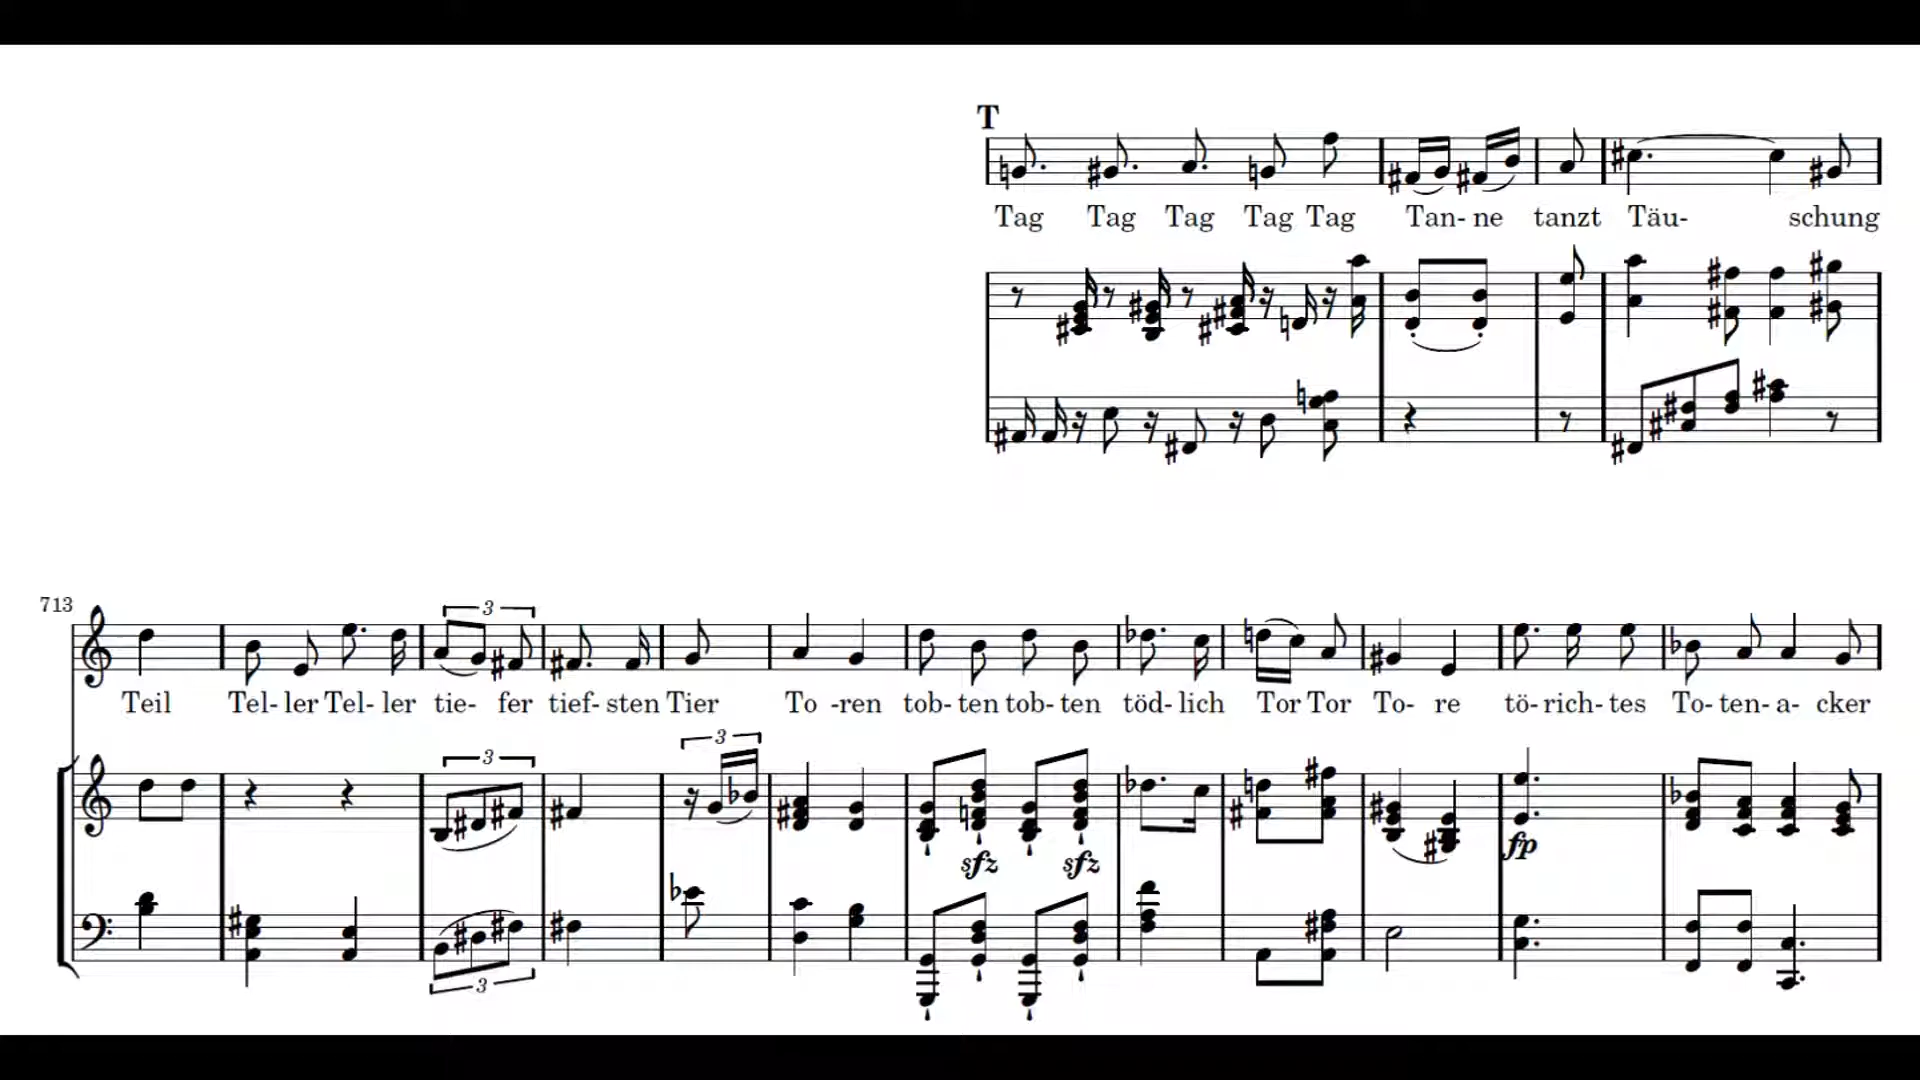 T
Tag Tag Tag Tag Tag Tan- ne tanzt Täu- schung
713
3
Teil Tel- ler Tel- ler tie- fer tief- sten Tier To -ren tob- ten tob- ten töd- lich Tor Tor To- re tö- rich- tes To- ten- a- cker
3 3
sfz sfz fp
3